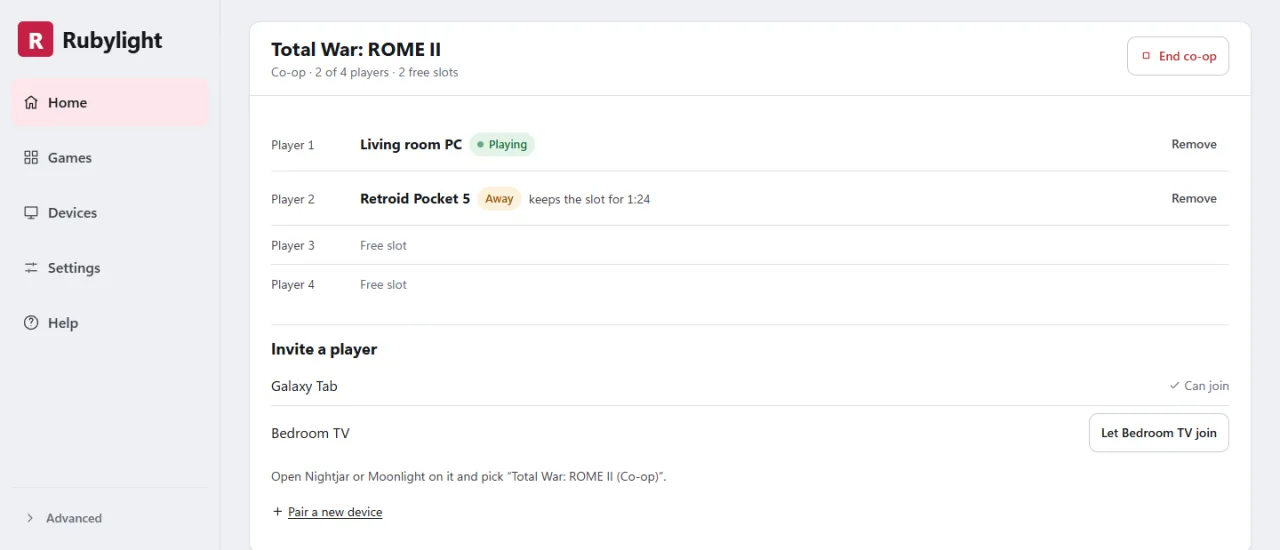 R Rubylight
Home
Games
Devices
Settings
Help
Advanced
Total War: ROME II
Co-op · 2 of 4 players · 2 free slots
End co-op
Player 1 Living room PC Playing Remove
Player 2 Retroid Pocket 5 Away keeps the slot for 1:24 Remove
Player 3 Free slot
Player 4 Free slot
Invite a player
Galaxy Tab Can join
Bedroom TV Let Bedroom TV join
Open Nightjar or Moonlight on it and pick “Total War: ROME II (Co-op)”.
Pair a new device